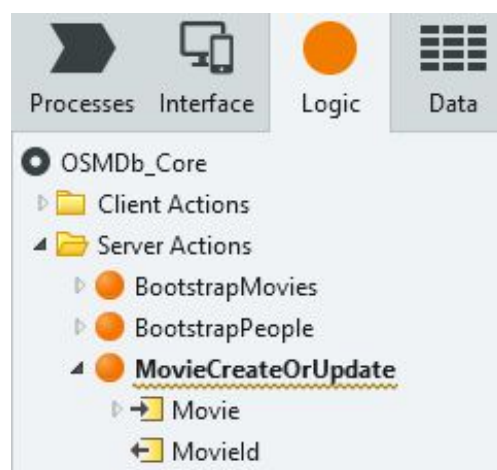 Processes Interface Logic Data
OSMDb_Core
Client Actions
Server Actions
BootstrapMovies
BootstrapPeople
MovieCreateOrUpdate
Movie
MovieId